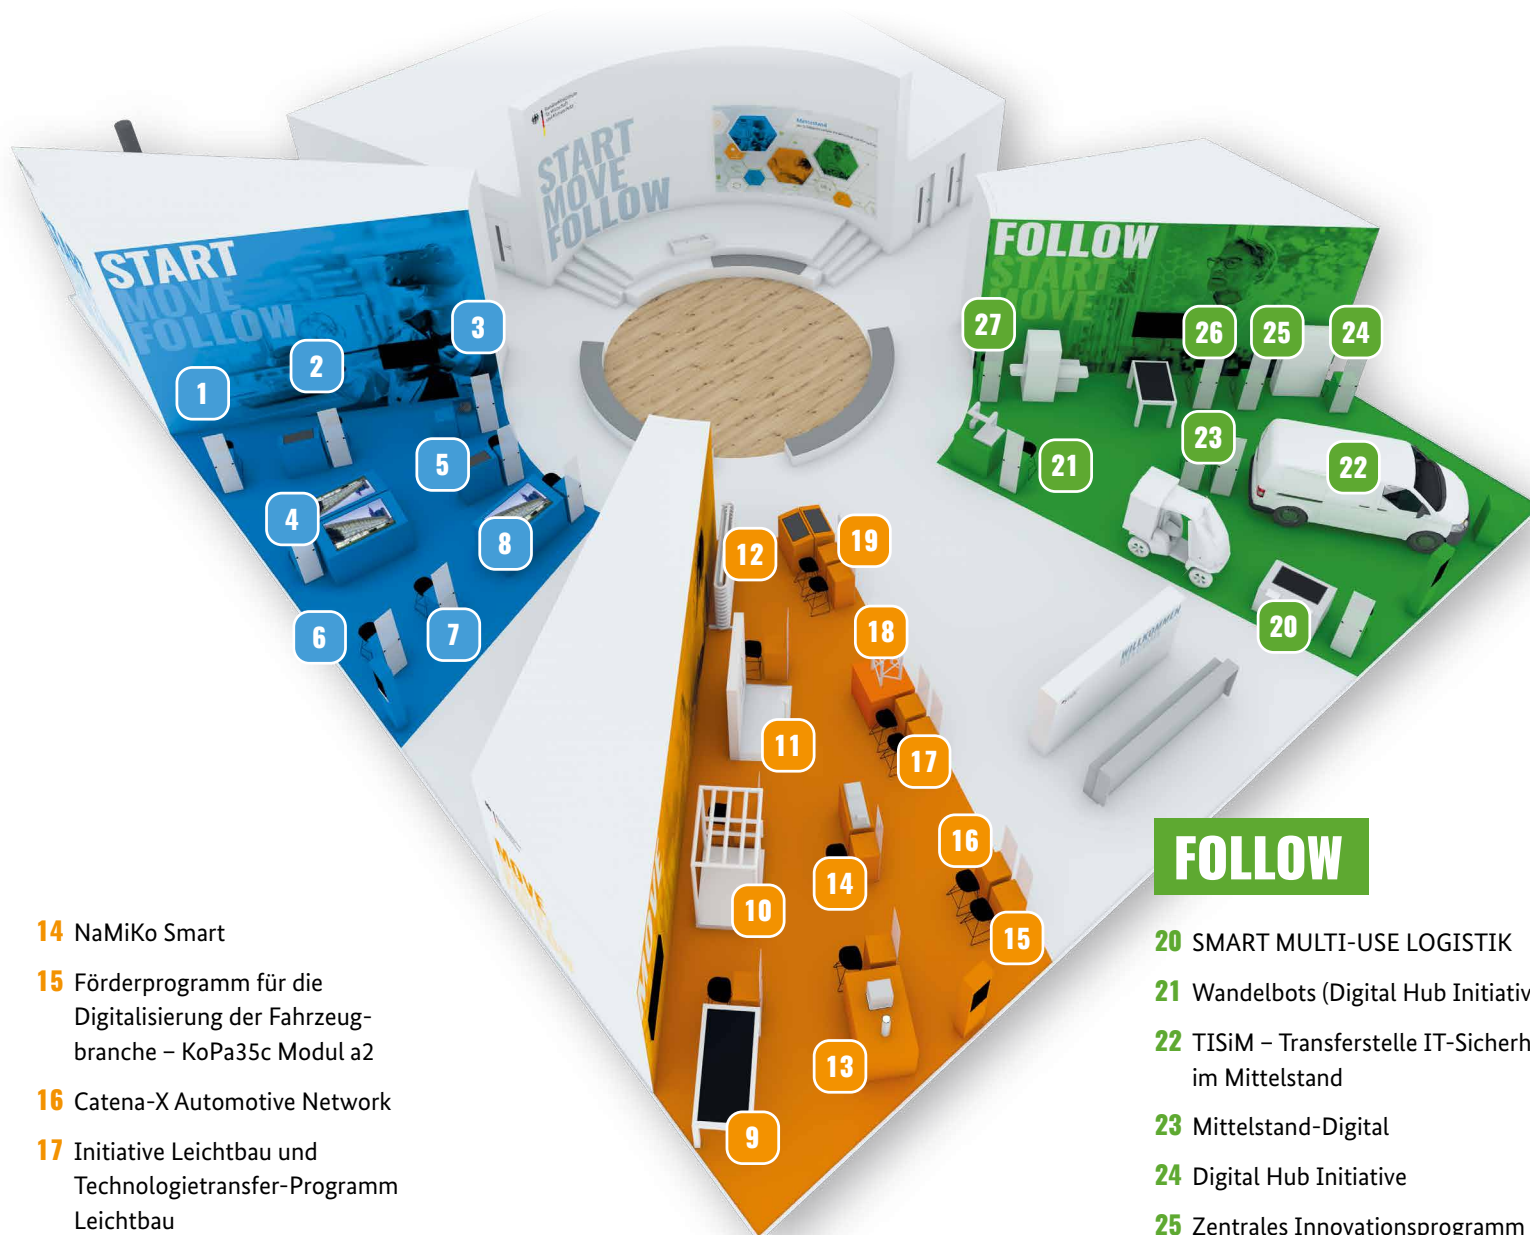 START
MOVE
FOLLOW
START
MOVE
FOLLOW
FOLLOW
START
MOVE
1
2
3
4
5
6
7
8
9
10
11
12
13
14
15
16
17
18
19
20
21
22
23
24
25
26
27
WILLKOMMEN
MOVE
14 NaMiKo Smart
15 Förderprogramm für die
Digitalisierung der Fahrzeug-
branche – KoPa35c Modul a2
16 Catena-X Automotive Network
17 Initiative Leichtbau und
Technologietransfer-Programm
Leichtbau
FOLLOW
20 SMART MULTI-USE LOGISTIK
21 Wandelbots (Digital Hub Initiativ
22 TISiM – Transferstelle IT-Sicherh
im Mittelstand
23 Mittelstand-Digital
24 Digital Hub Initiative
25 Zentrales Innovationsprogramm